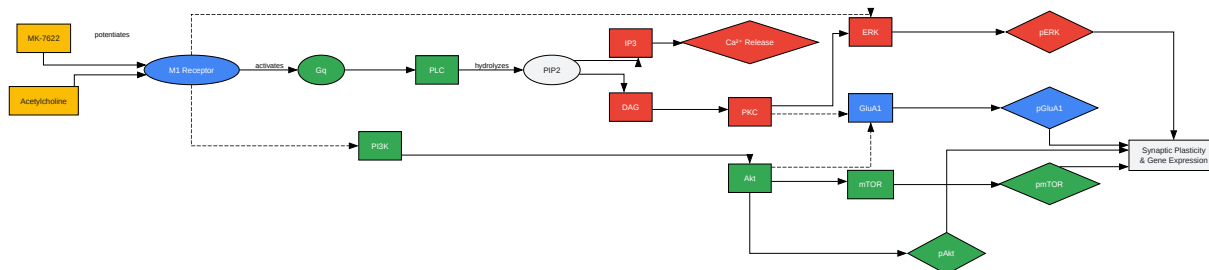 MK-7622
potentiates
Acetylcholine
M1 Receptor
activates
Gq
PLC
hydrolyzes
PIP2
IP3
Ca²⁺ Release
DAG
PKC
ERK
pERK
GluA1
pGluA1
PI3K
Akt
mTOR
pmTOR
pAkt
Synaptic Plasticity
& Gene Expression